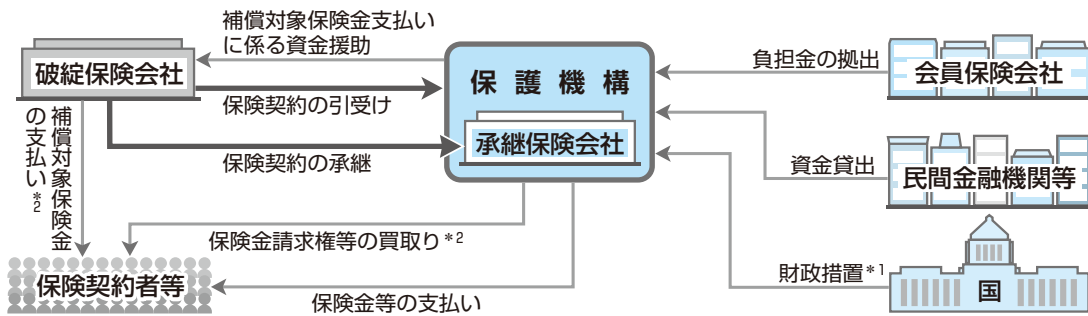 補償対象保険金支払い
に係る資金援助
破綻保険会社
保険契約の引受け
保険契約の承継
補償対象保険金
の支払い*2
保護機構
承継保険会社
負担金の拠出
会員保険会社
資金貸出
民間金融機関等
財政措置*1
国
保険金請求権等の買取り*2
保険契約者等
保険金等の支払い